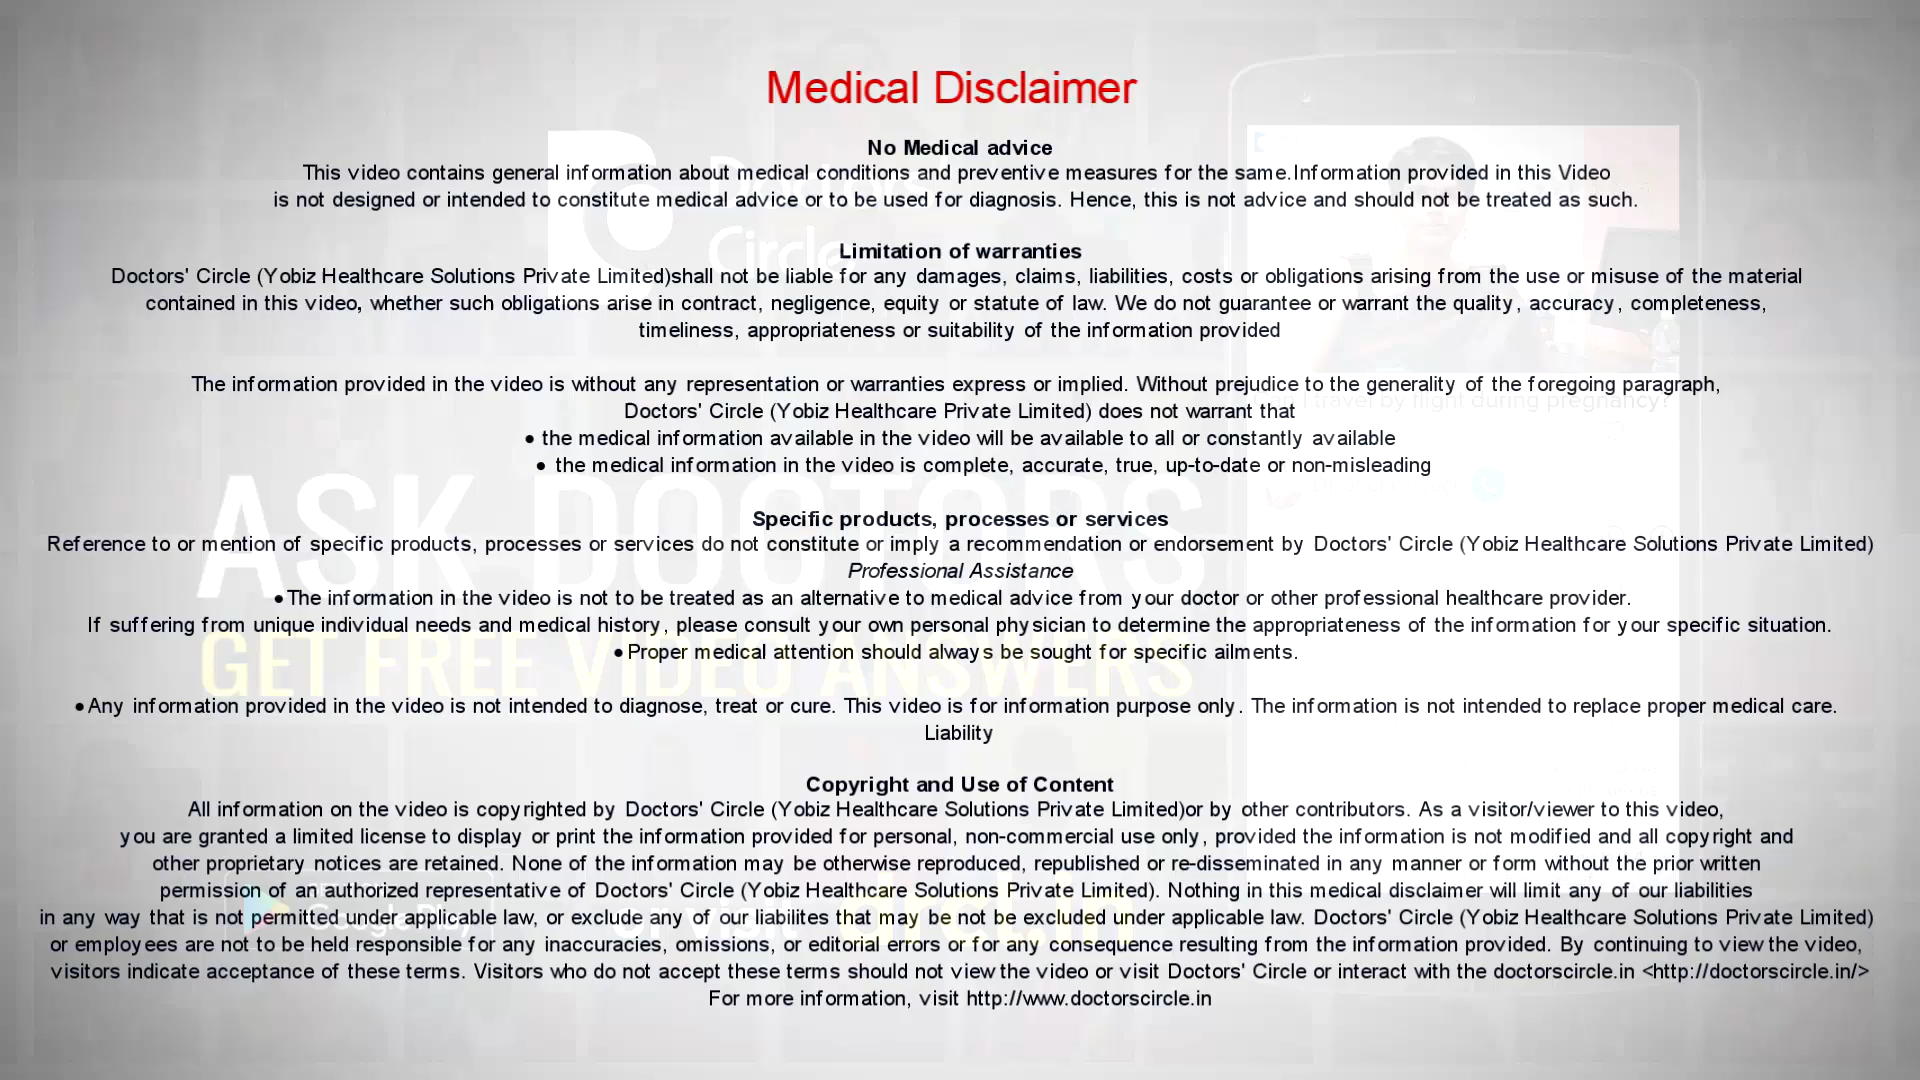 Medical Disclaimer
No Medical advice
This video contains general information about medical conditions and preventive measures for the same.Information provided in this Video
is not designed or intended to constitute medical advice or to be used for diagnosis. Hence, this is not advice and should not be treated as such.
Limitation of warranties
Doctors' Circle (Yobiz Healthcare Solutions Private Limited)shall not be liable for any damages, claims, liabilities, costs or obligations arising from the use or misuse of the material
contained in this video, whether such obligations arise in contract, negligence, equity or statute of law. We do not guarantee or warrant the quality, accuracy, completeness,
timeliness, appropriateness or suitability of the information provided
The information provided in the video is without any representation or warranties express or implied. Without prejudice to the generality of the foregoing paragraph,
Doctors' Circle (Yobiz Healthcare Private Limited) does not warrant that
• the medical information available in the video will be available to all or constantly available
• the medical information in the video is complete, accurate, true, up-to-date or non-misleading
Specific products, processes or services
Reference to or mention of specific products, processes or services do not constitute or imply a recommendation or endorsement by Doctors' Circle (Yobiz Healthcare Solutions Private Limited)
Professional Assistance
•The information in the video is not to be treated as an alternative to medical advice from your doctor or other professional healthcare provider.
If suffering from unique individual needs and medical history, please consult your own personal physician to determine the appropriateness of the information for your specific situation.
•Proper medical attention should always be sought for specific ailments.
•Any information provided in the video is not intended to diagnose, treat or cure. This video is for information purpose only. The information is not intended to replace proper medical care.
Liability
Copyright and Use of Content
All information on the video is copyrighted by Doctors' Circle (Yobiz Healthcare Solutions Private Limited)or by other contributors. As a visitor/viewer to this video,
you are granted a limited license to display or print the information provided for personal, non-commercial use only, provided the information is not modified and all copyright and
other proprietary notices are retained. None of the information may be otherwise reproduced, republished or re-disseminated in any manner or form without the prior written
permission of an authorized representative of Doctors' Circle (Yobiz Healthcare Solutions Private Limited). Nothing in this medical disclaimer will limit any of our liabilities
in any way that is not permitted under applicable law, or exclude any of our liabilites that may be not be excluded under applicable law. Doctors' Circle (Yobiz Healthcare Solutions Private Limited)
or employees are not to be held responsible for any inaccuracies, omissions, or editorial errors or for any consequence resulting from the information provided. By continuing to view the video,
visitors indicate acceptance of these terms. Visitors who do not accept these terms should not view the video or visit Doctors' Circle or interact with the doctorscircle.in <http://doctorscircle.in/>
For more information, visit http://www.doctorscircle.in
Doctors'
Circle
ASK DOCTORS
GET FREE VIDEO ANSWERS
Google Play
or visit drcl.in
Can I travel by flight during pregnancy?